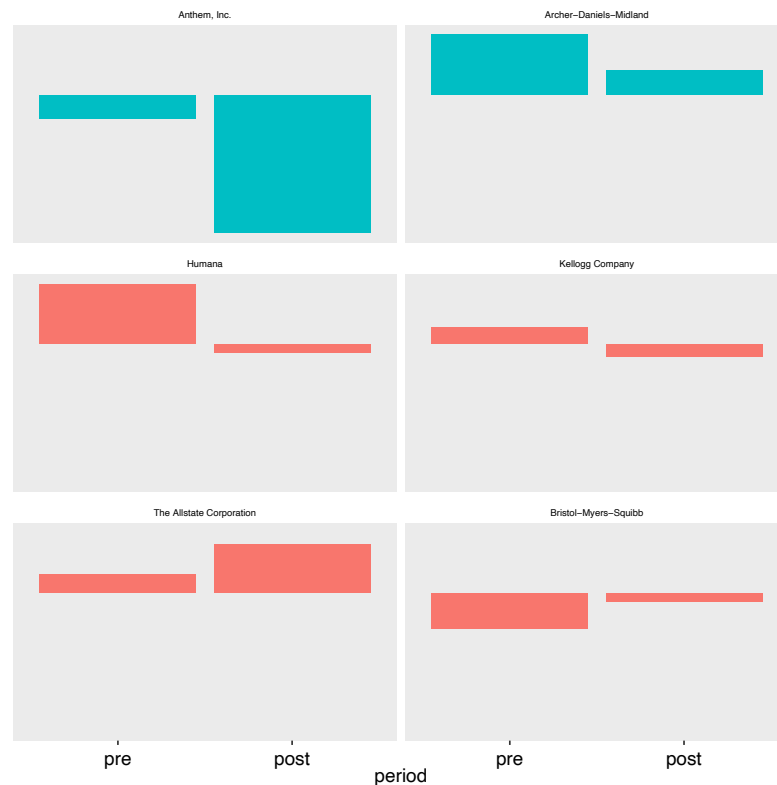 Anthem, Inc.
Archer−Daniels−Midland
Humana
Kellogg Company
The Allstate Corporation
Bristol−Myers−Squibb
pre
post
pre
post
period